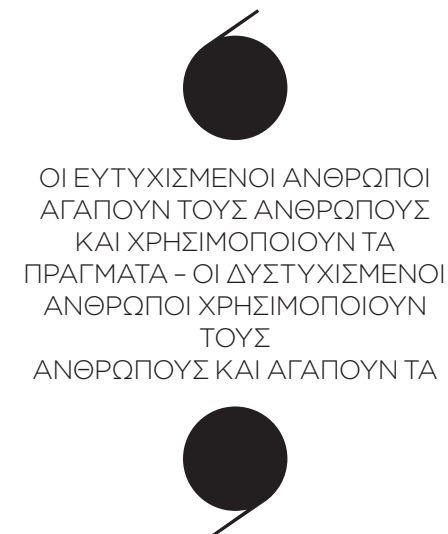 ΟΙ ΕΥΤΥΧΙΣΜΕΝΟΙ ΑΝΘΡΩΠΟΙ
ΑΓΑΠΟΥΝ ΤΟΥΣ ΑΝΘΡΩΠΟΥΣ
ΚΑΙ ΧΡΗΣΙΜΟΠΟΙΟΥΝ ΤΑ
ΠΡΑΓΜΑΤΑ – ΟΙ ΔΥΣΤΥΧΙΣΜΕΝΟΙ
ΑΝΘΡΩΠΟΙ ΧΡΗΣΙΜΟΠΟΙΟΥΝ
ΤΟΥΣ
ΑΝΘΡΩΠΟΥΣ ΚΑΙ ΑΓΑΠΟΥΝ ΤΑ